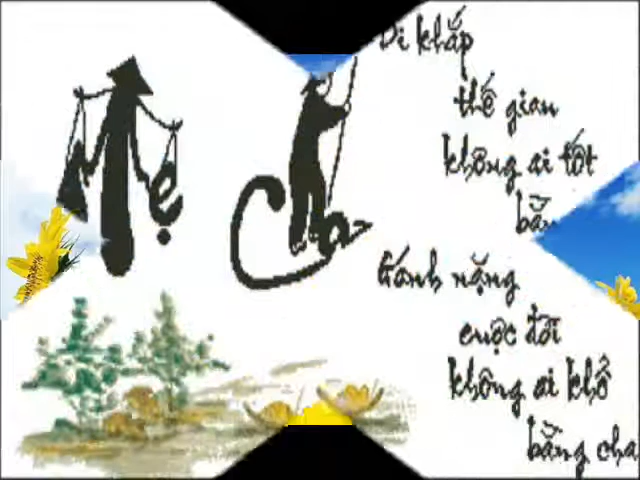 Mẹ Cha
Đi khắp
thế gian
không ai tốt
Gánh nặng
cuộc đời
không ai khổ
bằng cha